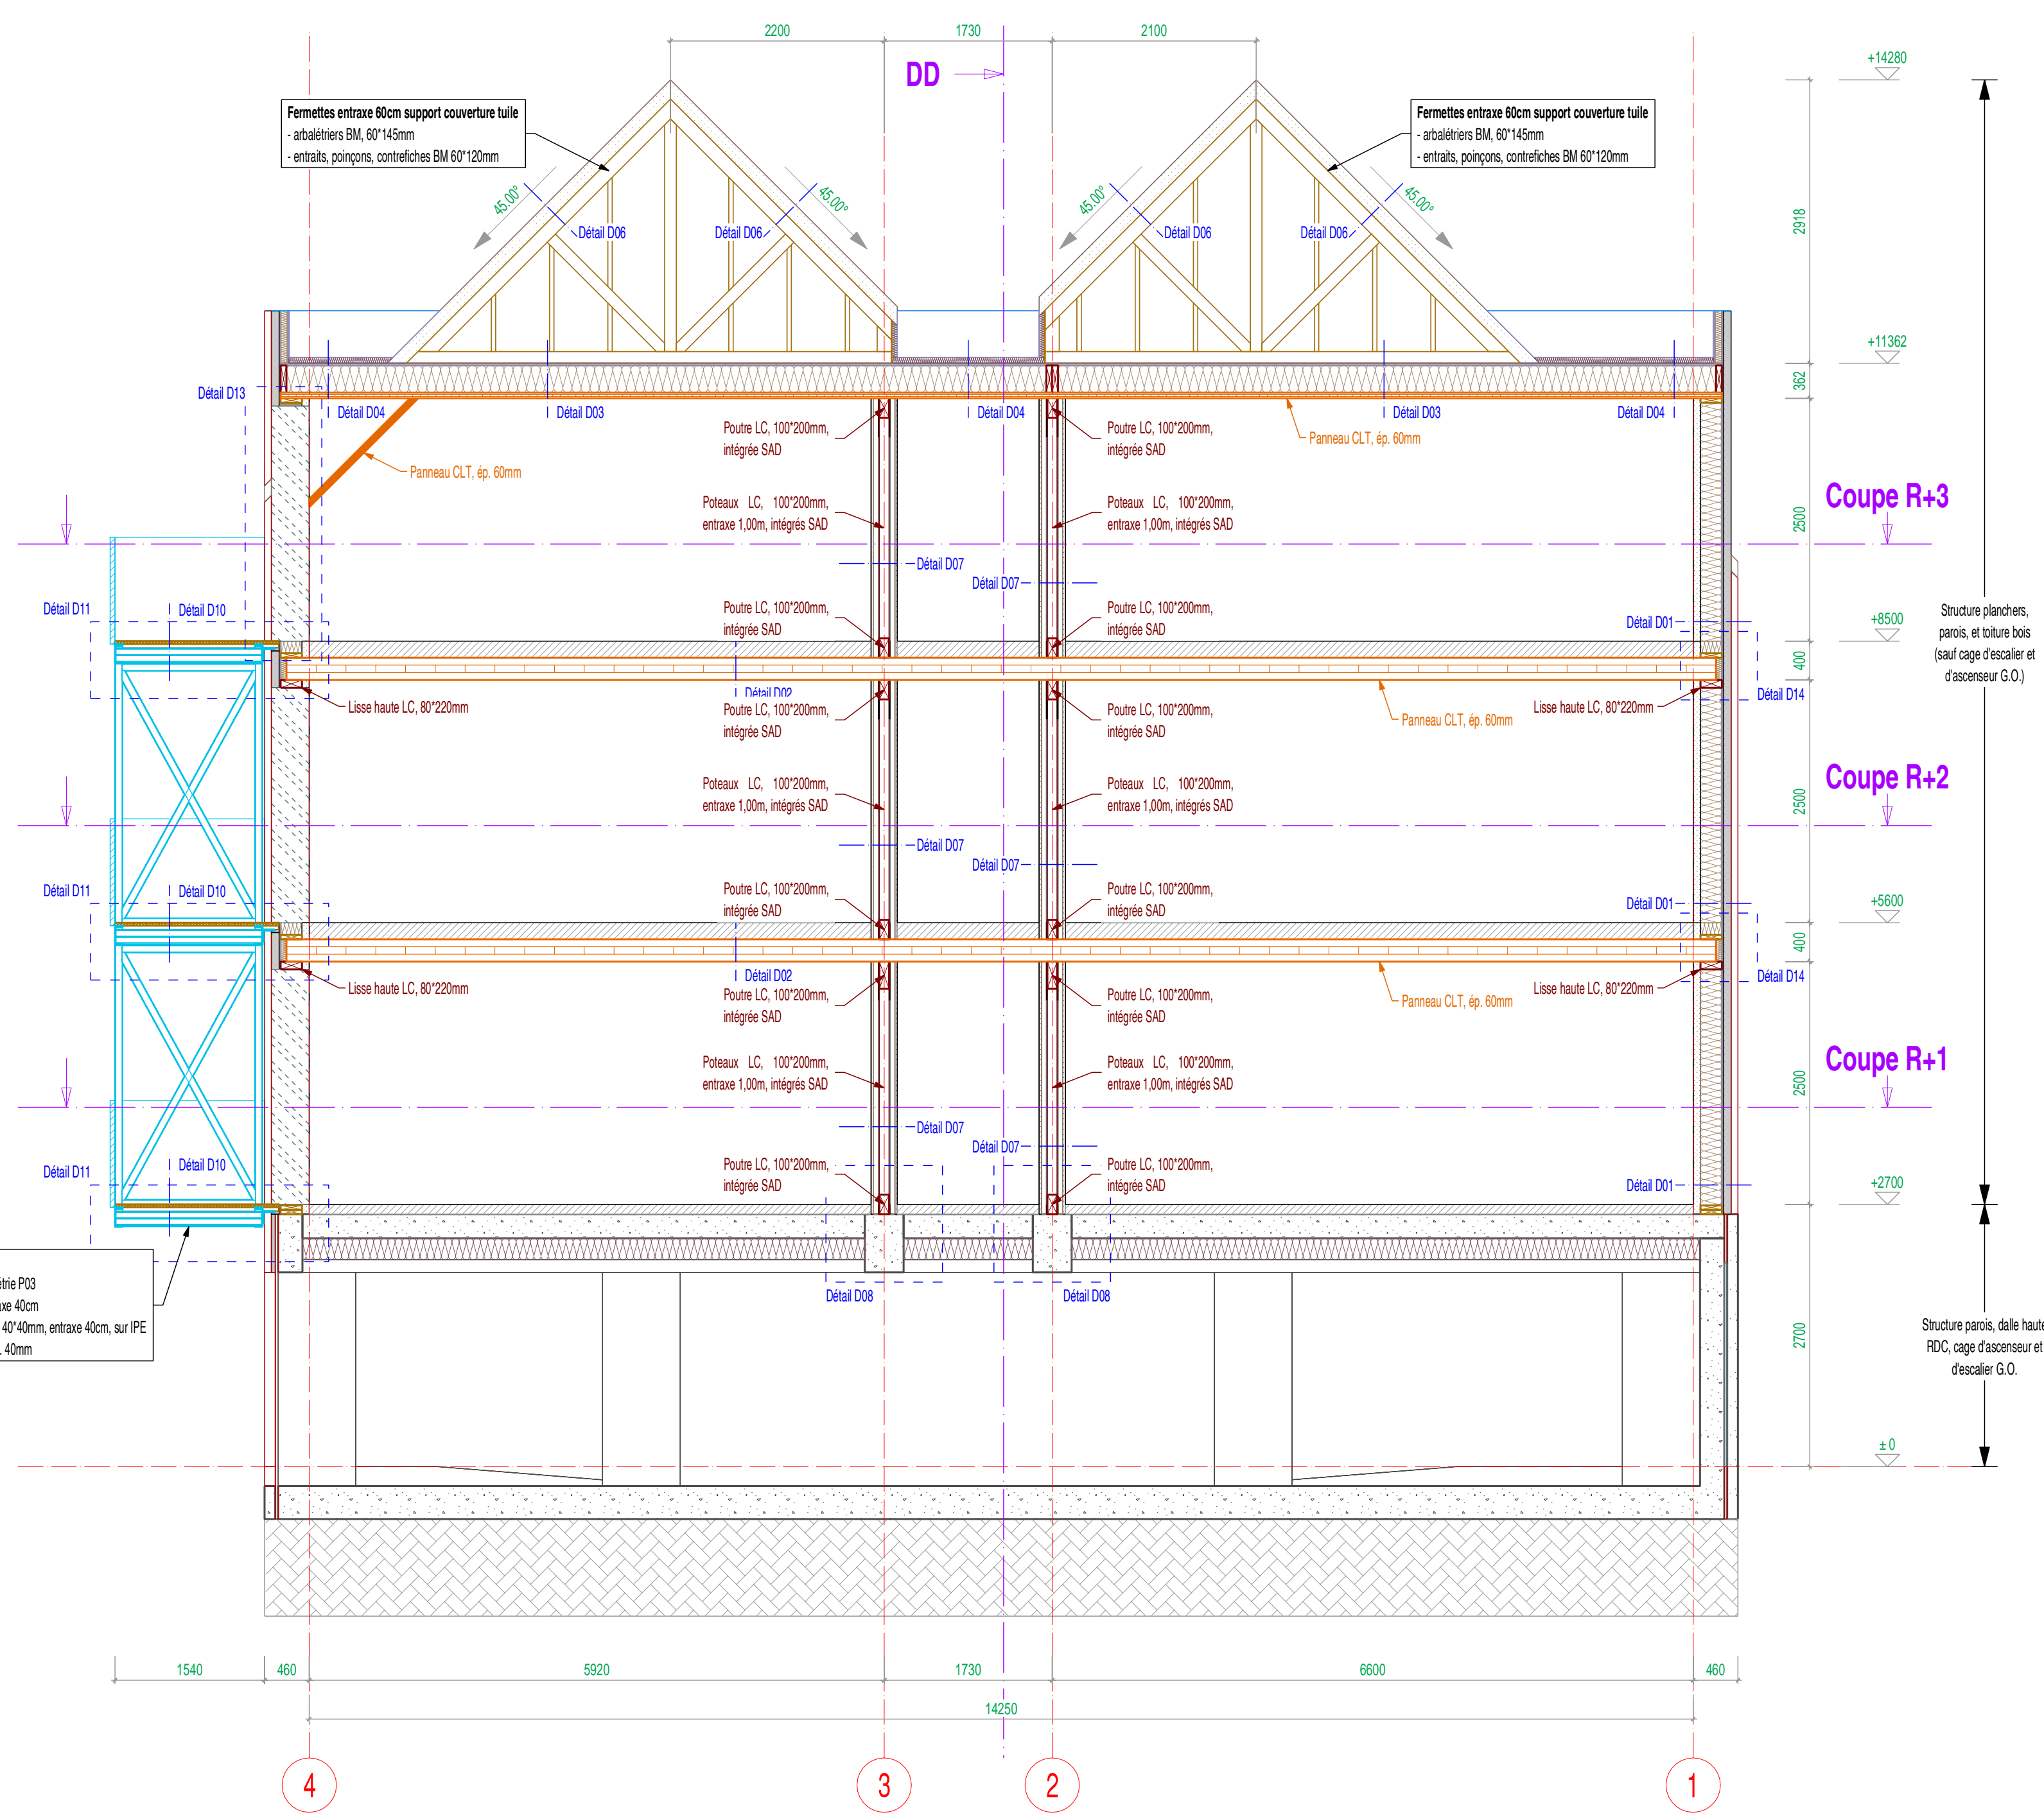 2200
1730
2100
DD
+14280
Fermettes entraxe 60cm support couverture tuile
- arbalétriers BM, 60*145mm
- entraits, poinçons, contrefiches BM 60*120mm
Fermettes entraxe 60cm support couverture tuile
- arbalétriers BM, 60*145mm
- entraits, poinçons, contrefiches BM 60*120mm
45.00°
45.00°
45.00°
45.00°
2918
Détail D06
Détail D06
Détail D06
Détail D06
+11362
362
Détail D13
Détail D04
Détail D03
Détail D04
Détail D03
Détail D04
Poutre LC, 100*200mm,
intégrée SAD
Poutre LC, 100*200mm,
intégrée SAD
Panneau CLT, ép. 60mm
Panneau CLT, ép. 60mm
Poteaux LC, 100*200mm,
entraxe 1,00m, intégrés SAD
Poteaux LC, 100*200mm,
entraxe 1,00m, intégrés SAD
Coupe R+3
2500
Détail D07
Détail D07
Détail D11
Détail D10
Poutre LC, 100*200mm,
intégrée SAD
Poutre LC, 100*200mm,
intégrée SAD
Détail D01
+8500
Structure planchers,
parois, et toiture bois
(sauf cage d'escalier et
d'ascenseur G.O.)
400
Détail D02
Détail D14
Lisse haute LC, 80*220mm
Poutre LC, 100*200mm,
intégrée SAD
Poutre LC, 100*200mm,
intégrée SAD
Panneau CLT, ép. 60mm
Lisse haute LC, 80*220mm
Poteaux LC, 100*200mm,
entraxe 1,00m, intégrés SAD
Poteaux LC, 100*200mm,
entraxe 1,00m, intégrés SAD
Coupe R+2
2500
Détail D07
Détail D07
Détail D11
Détail D10
Poutre LC, 100*200mm,
intégrée SAD
Poutre LC, 100*200mm,
intégrée SAD
Détail D01
+5600
400
Détail D02
Détail D14
Lisse haute LC, 80*220mm
Poutre LC, 100*200mm,
intégrée SAD
Poutre LC, 100*200mm,
intégrée SAD
Panneau CLT, ép. 60mm
Lisse haute LC, 80*220mm
Poteaux LC, 100*200mm,
entraxe 1,00m, intégrés SAD
Poteaux LC, 100*200mm,
entraxe 1,00m, intégrés SAD
Coupe R+1
2500
Détail D07
Détail D07
Détail D11
Détail D10
Poutre LC, 100*200mm,
intégrée SAD
Poutre LC, 100*200mm,
intégrée SAD
Détail D01
+2700
P03
40cm
40*40mm, entraxe 40cm, sur IPE
40mm
Détail D08
Détail D08
2700
Structure parois, dalle haute
RDC, cage d'ascenseur et
d'escalier G.O.
± 0
1540
460
5920
1730
6600
460
14250
4
3
2
1